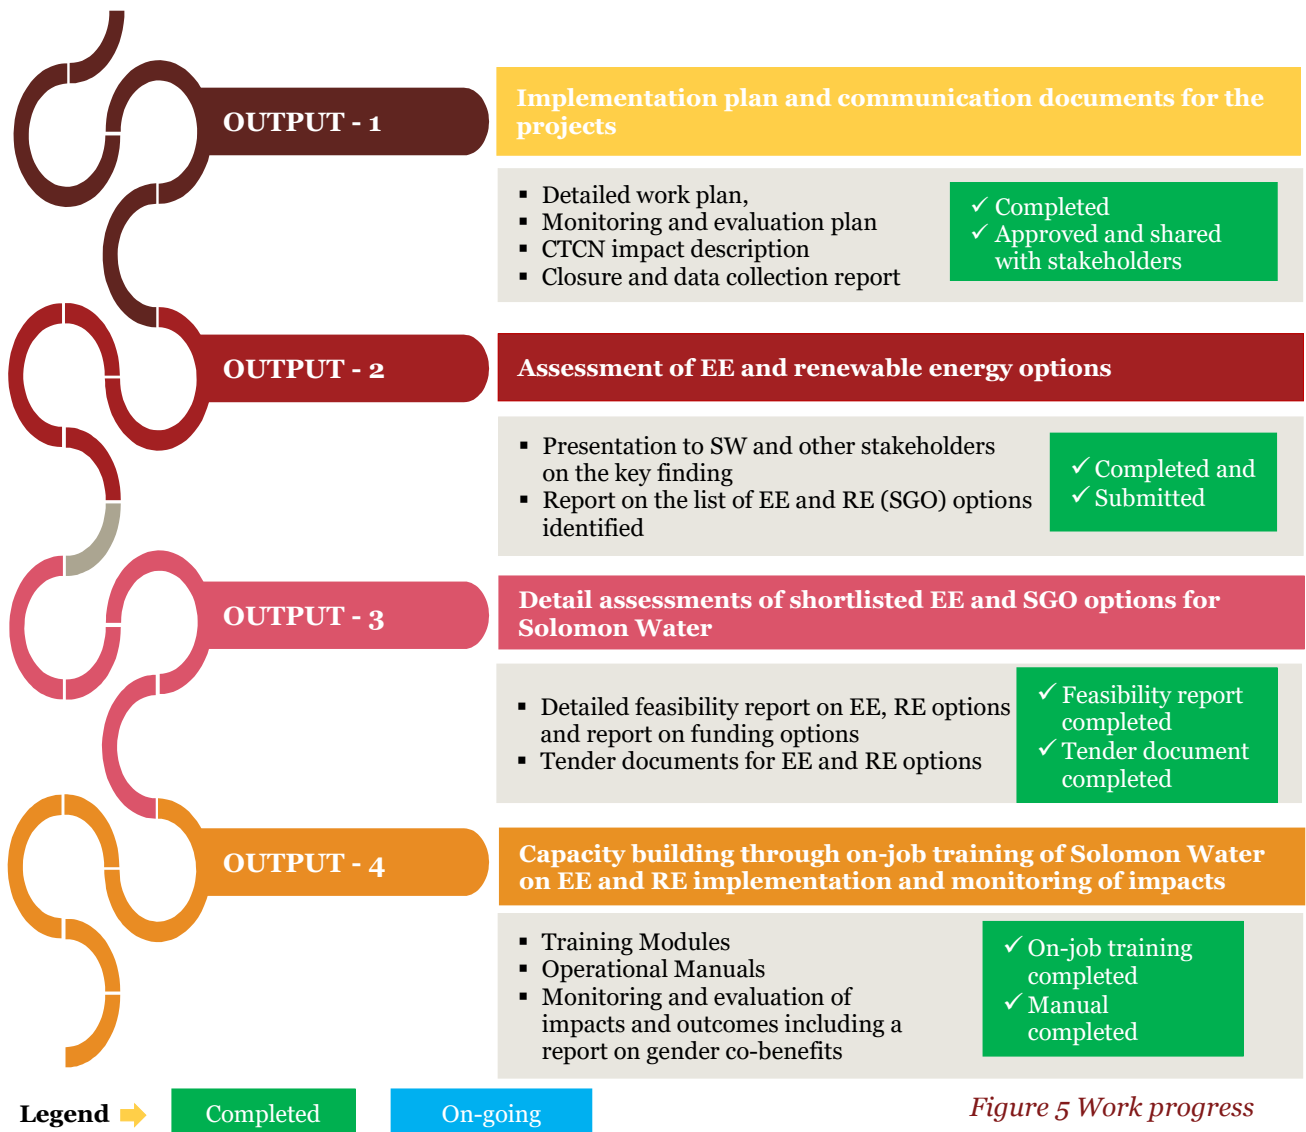 OUTPUT - 1
Implementation plan and communication documents for the
projects
▪ Detailed work plan,
▪ Monitoring and evaluation plan
▪ CTCN impact description
▪ Closure and data collection report
✓ Completed
✓ Approved and shared
with stakeholders
OUTPUT - 2
Assessment of EE and renewable energy options
▪ Presentation to SW and other stakeholders
on the key finding
▪ Report on the list of EE and RE (SGO) options
identified
✓ Completed and
✓ Submitted
OUTPUT - 3
Detail assessments of shortlisted EE and SGO options for
Solomon Water
▪ Detailed feasibility report on EE, RE options
and report on funding options
▪ Tender documents for EE and RE options
✓ Feasibility report
completed
✓ Tender document
completed
OUTPUT - 4
Capacity building through on-job training of Solomon Water
on EE and RE implementation and monitoring of impacts
▪ Training Modules
▪ Operational Manuals
▪ Monitoring and evaluation of
impacts and outcomes including a
report on gender co-benefits
✓ On-job training
completed
✓ Manual
completed
Legend
Completed
On-going
Figure 5 Work progress